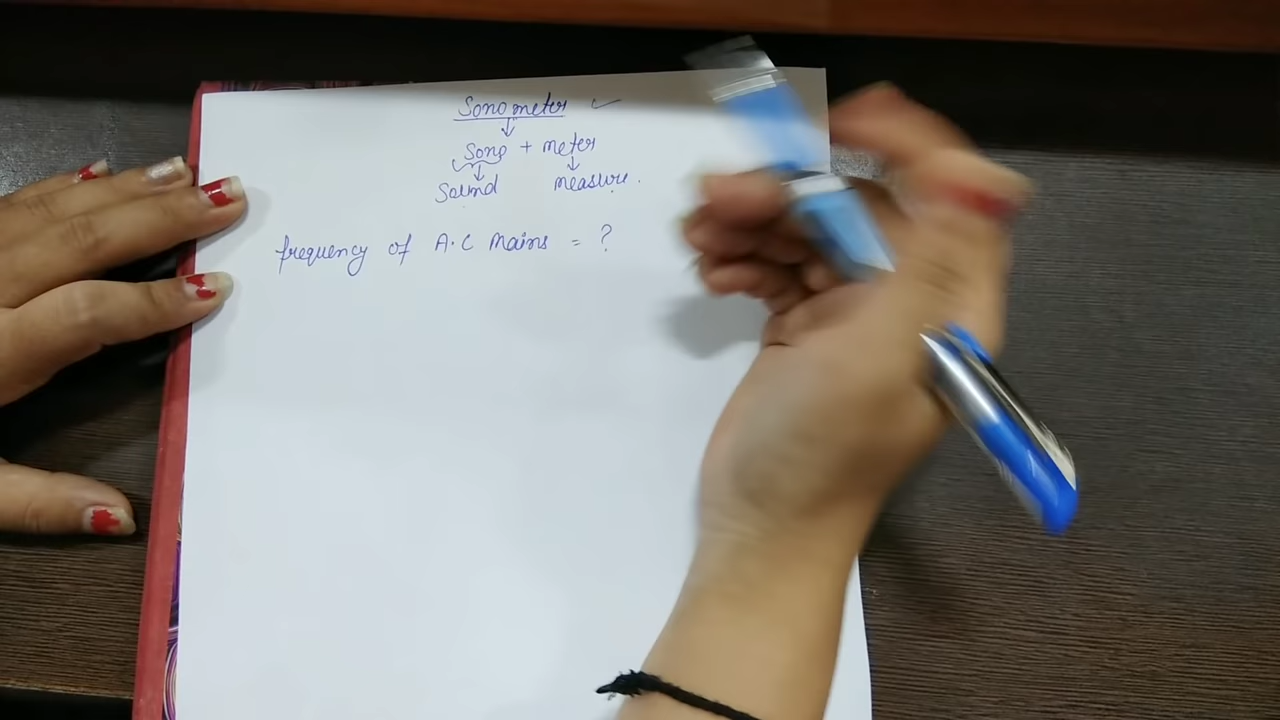 Sonometer ✓
↓
Sono + meter
↓ ↓
Sound measure.
frequency of A.C Mains = ?